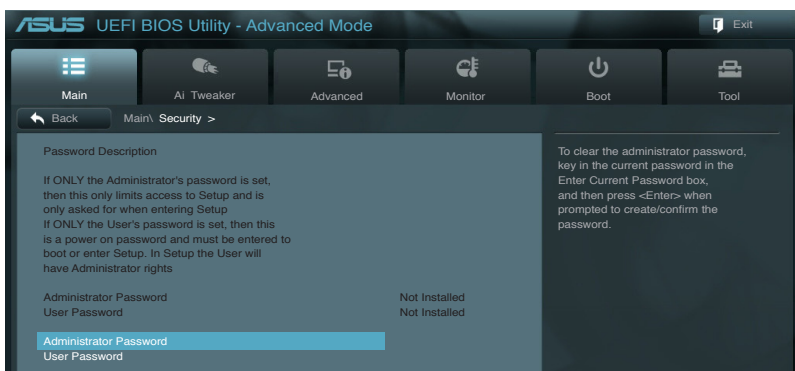 ASUS UEFI BIOS Utility - Advanced Mode
Exit
Main
Ai Tweaker
Advanced
Monitor
Boot
Tool
Back
Main\ Security >
Password Description
If ONLY the Administrator's password is set,
then this only limits access to Setup and is
only asked for when entering Setup
If ONLY the User's password is set, then this
is a power on password and must be entered to
boot or enter Setup. In Setup the User will
have Administrator rights
Administrator Password Not Installed
User Password Not Installed
Administrator Password
User Password
To clear the administrator password,
key in the current password in the
Enter Current Password box,
and then press <Enter> when
prompted to create/confirm the
password.